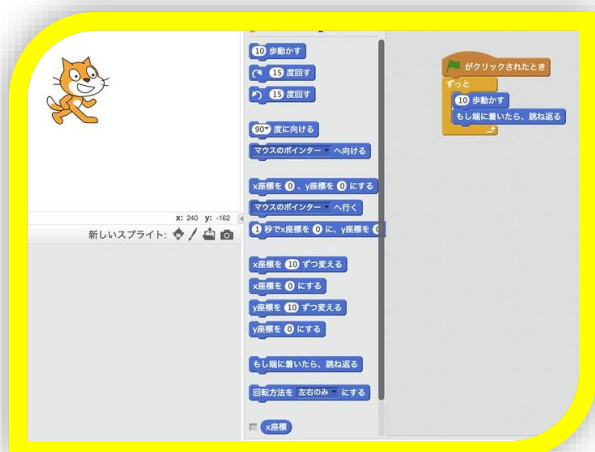 10 歩動かす
15 度回す
15 度回す
90 度に向ける
マウスのポインター へ向ける
x座標を 0 、y座標を 0 にする
マウスのポインター へ行く
1 秒でx座標を 0 に、y座標を 0
x座標を 10 ずつ変える
x座標を 0 にする
y座標を 10 ずつ変える
y座標を 0 にする
もし端に着いたら、跳ね返る
回転方法を 左右のみ にする
x座標
がクリックされたとき
ずっと
10 歩動かす
もし端に着いたら、跳ね返る
x: 240 y: -162
新しいスプライト: